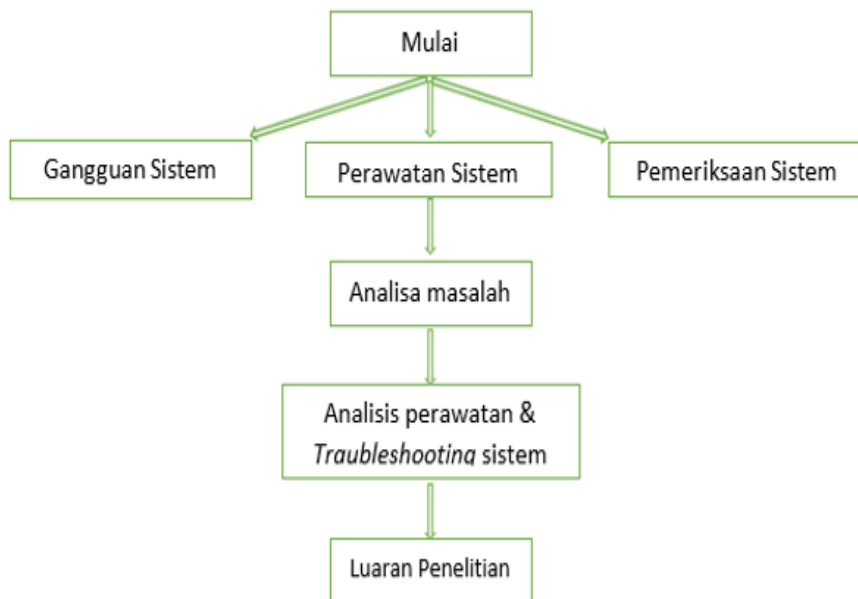 Mulai
Gangguan Sistem
Perawatan Sistem
Pemeriksaan Sistem
Analisa masalah
Analisis perawatan &
Traubleshooting sistem
Luaran Penelitian